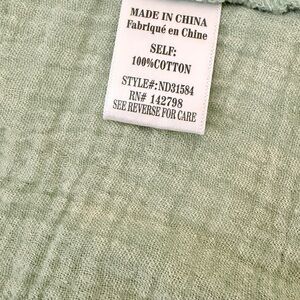 MADE IN CHINA
Fabriqué en Chine
SELF:
100%COTTON
STYLE#:ND31584
RN# 142798
SEE REVERSE FOR CARE